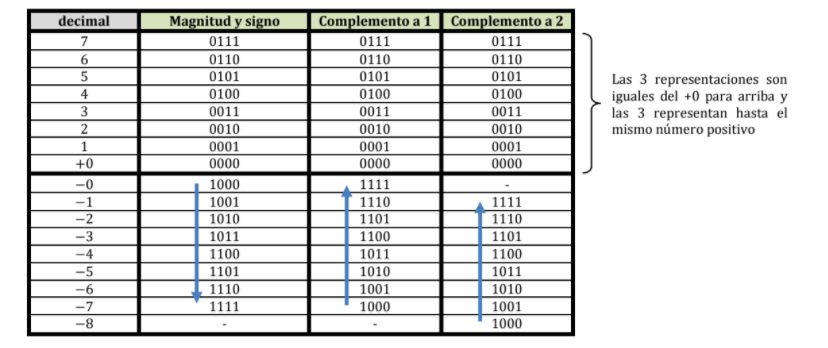 decimal Magnitud y signo Complemento a 1 Complemento a 2
7 0111 0111 0111
6 0110 0110 0110
5 0101 0101 0101
4 0100 0100 0100
3 0011 0011 0011
2 0010 0010 0010
1 0001 0001 0001
+0 0000 0000 0000
−0 1000 1111 -
−1 1001 1110 1111
−2 1010 1101 1110
−3 1011 1100 1101
−4 1100 1011 1100
−5 1101 1010 1011
−6 1110 1001 1010
−7 1111 1000 1001
−8 - - 1000
Las 3 representaciones son
iguales del +0 para arriba y
las 3 representan hasta el
mismo número positivo